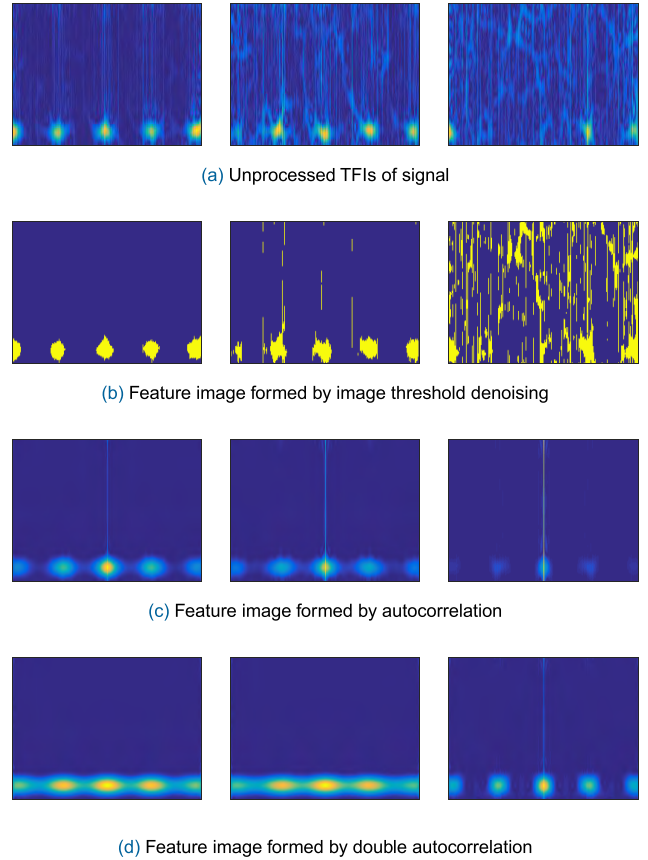 (a) Unprocessed TFIs of signal
(b) Feature image formed by image threshold denoising
(c) Feature image formed by autocorrelation
(d) Feature image formed by double autocorrelation